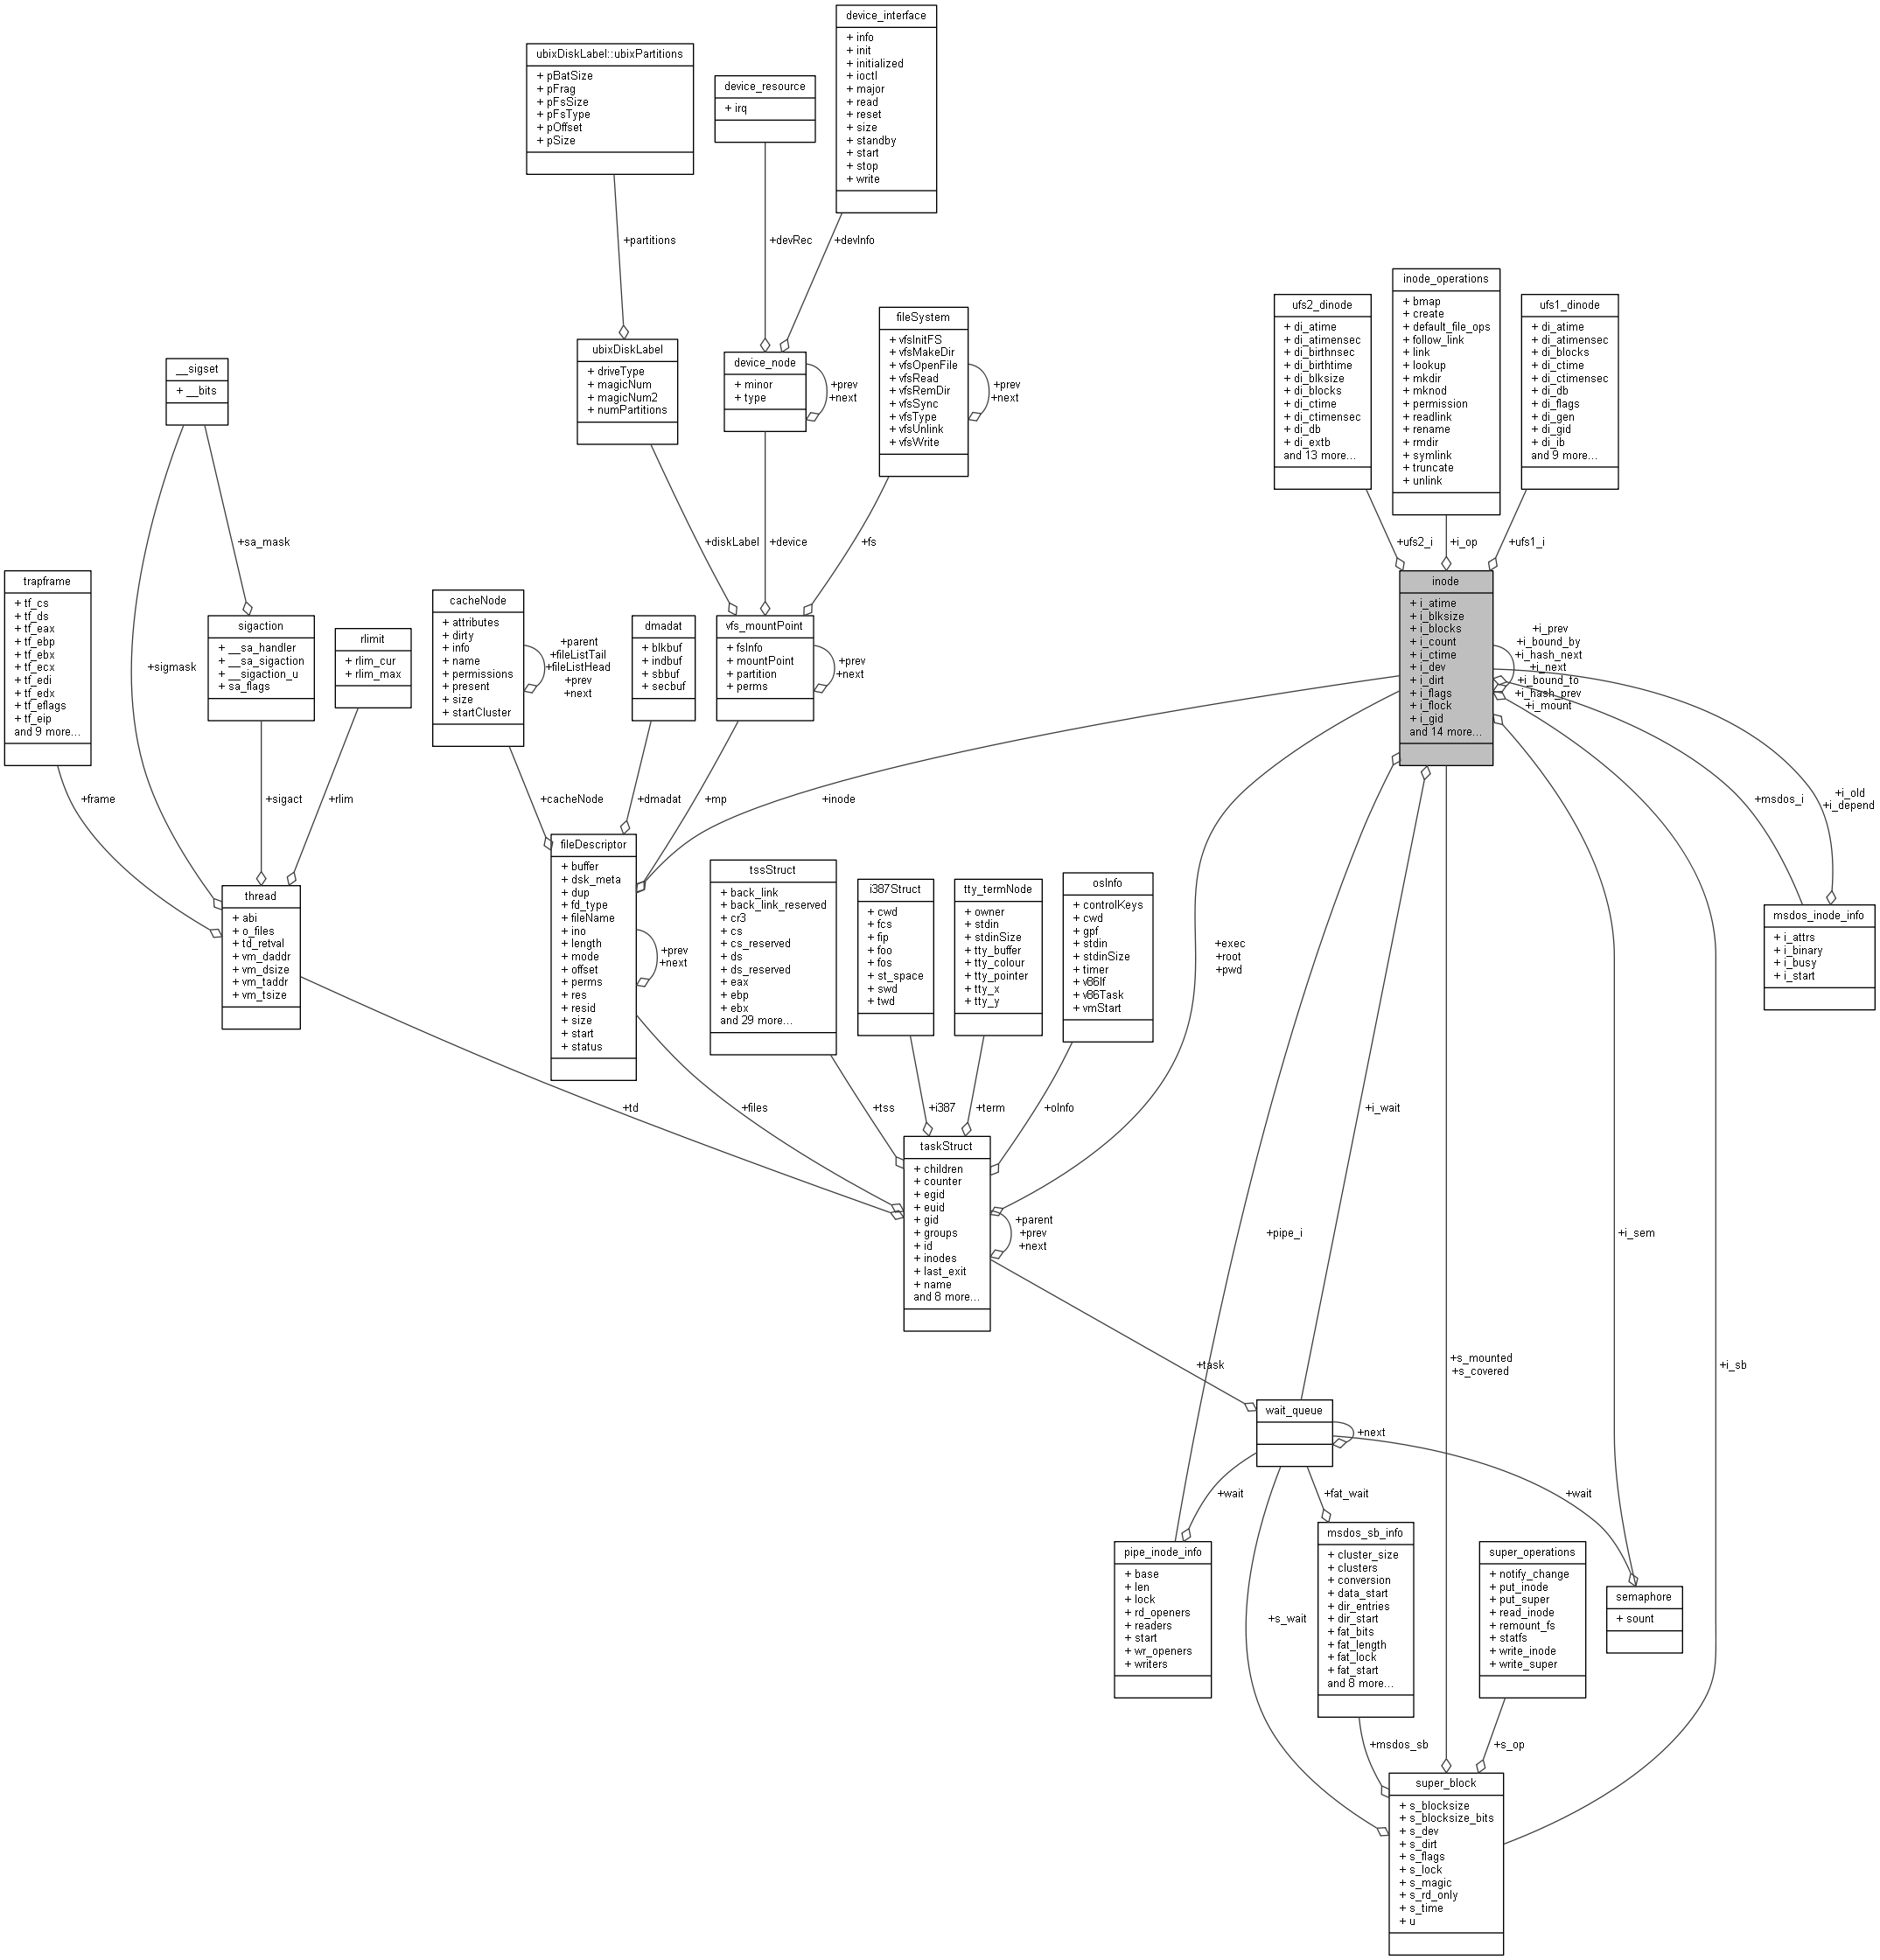 device_interface
+ info
+ init
+ initialized
+ ioctl
+ major
+ read
+ reset
+ size
+ standby
+ start
+ stop
+ write
ubixDiskLabel::ubixPartitions
+ pBatSize
+ pFrag
+ pFsSize
+ pFsType
+ pOffset
+ pSize
device_resource
+ irq
+partitions
+devRec
+devInfo
inode_operations
+ bmap
+ create
+ default_file_ops
+ follow_link
+ link
+ lookup
+ mkdir
+ mknod
+ permission
+ readlink
+ rename
+ rmdir
+ symlink
+ truncate
+ unlink
ufs2_dinode
+ di_atime
+ di_atimensec
+ di_birthnsec
+ di_birthtime
+ di_blksize
+ di_blocks
+ di_ctime
+ di_ctimensec
+ di_db
+ di_extb
and 13 more...
ufs1_dinode
+ di_atime
+ di_atimensec
+ di_blocks
+ di_ctime
+ di_ctimensec
+ di_db
+ di_flags
+ di_gen
+ di_gid
+ di_ib
and 9 more...
fileSystem
+ vfsInitFS
+ vfsMakeDir
+ vfsOpenFile
+ vfsRead
+ vfsRemDir
+ vfsSync
+ vfsType
+ vfsUnlink
+ vfsWrite
+prev
+next
ubixDiskLabel
+ driveType
+ magicNum
+ magicNum2
+ numPartitions
device_node
+ minor
+ type
+prev
+next
__sigset
+ __bits
+sa_mask
+diskLabel
+device
+fs
+ufs2_i
+i_op
+ufs1_i
trapframe
+ tf_cs
+ tf_ds
+ tf_eax
+ tf_ebp
+ tf_ebx
+ tf_ecx
+ tf_edi
+ tf_edx
+ tf_eflags
+ tf_eip
and 9 more...
+sigmask
sigaction
+ __sa_handler
+ __sa_sigaction
+ __sigaction_u
+ sa_flags
rlimit
+ rlim_cur
+ rlim_max
cacheNode
+ attributes
+ dirty
+ info
+ name
+ permissions
+ present
+ size
+ startCluster
+parent
+fileListTail
+fileListHead
+prev
+next
dmadat
+ blkbuf
+ indbuf
+ sbbuf
+ secbuf
vfs_mountPoint
+ fsInfo
+ mountPoint
+ partition
+ perms
+prev
+next
inode
+ i_atime
+ i_blksize
+ i_blocks
+ i_count
+ i_ctime
+ i_dev
+ i_dirt
+ i_flags
+ i_flock
+ i_gid
and 14 more...
+i_prev
+i_bound_by
+i_hash_next
+i_next
+i_bound_to
+i_hash_prev
+i_mount
+frame
+sigact
+rlim
+cacheNode
+dmadat
+mp
+inode
+msdos_i
+i_old
+i_depend
thread
+ abi
+ o_files
+ td_retval
+ vm_daddr
+ vm_dsize
+ vm_taddr
+ vm_tsize
fileDescriptor
+ buffer
+ dsk_meta
+ dup
+ fd_type
+ fileName
+ ino
+ length
+ mode
+ offset
+ perms
+ res
+ resid
+ size
+ start
+ status
+prev
+next
tssStruct
+ back_link
+ back_link_reserved
+ cr3
+ cs
+ cs_reserved
+ ds
+ ds_reserved
+ eax
+ ebp
+ ebx
and 29 more...
i387Struct
+ cwd
+ fcs
+ fip
+ foo
+ fos
+ st_space
+ swd
+ twd
tty_termNode
+ owner
+ stdin
+ stdinSize
+ tty_buffer
+ tty_colour
+ tty_pointer
+ tty_x
+ tty_y
osInfo
+ controlKeys
+ cwd
+ gpf
+ stdin
+ stdinSize
+ timer
+ v86If
+ v86Task
+ vmStart
+exec
+root
+pwd
msdos_inode_info
+ i_attrs
+ i_binary
+ i_busy
+ i_start
+td
+files
+tss
+i387
+term
+oInfo
+i_wait
taskStruct
+ children
+ counter
+ egid
+ euid
+ gid
+ groups
+ id
+ inodes
+ last_exit
+ name
and 8 more...
+parent
+prev
+next
+pipe_i
+i_sem
+task
+s_mounted
+s_covered
+i_sb
wait_queue
+next
+wait
+fat_wait
+wait
pipe_inode_info
+ base
+ len
+ lock
+ rd_openers
+ readers
+ start
+ wr_openers
+ writers
+s_wait
msdos_sb_info
+ cluster_size
+ clusters
+ conversion
+ data_start
+ dir_entries
+ dir_start
+ fat_bits
+ fat_length
+ fat_lock
+ fat_start
and 8 more...
super_operations
+ notify_change
+ put_inode
+ put_super
+ read_inode
+ remount_fs
+ statfs
+ write_inode
+ write_super
semaphore
+ sount
+msdos_sb
+s_op
super_block
+ s_blocksize
+ s_blocksize_bits
+ s_dev
+ s_dirt
+ s_flags
+ s_lock
+ s_magic
+ s_rd_only
+ s_time
+ u